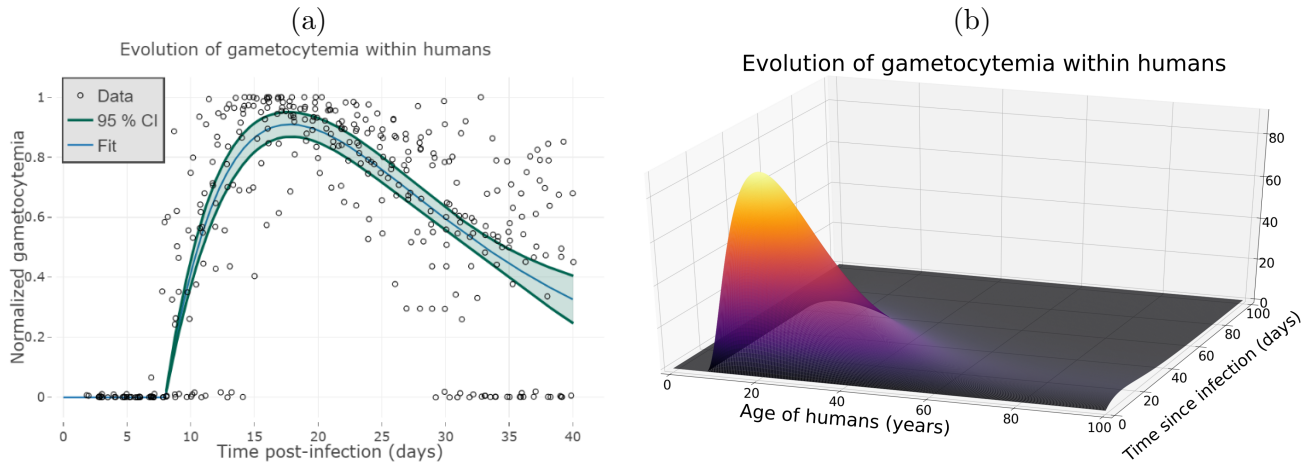 (a)
Evolution of gametocytemia within humans
Data
95 % CI
Fit
Normalized gametocytemia
1
0.8
0.6
0.4
0.2
0
0 5 10 15 20 25 30 35 40
Time post-infection (days)
(b)
Evolution of gametocytemia within humans
80
60
40
20
0
100
80
60
40
20
0
Time since infection (days)
0 20 40 60 80 100
Age of humans (years)